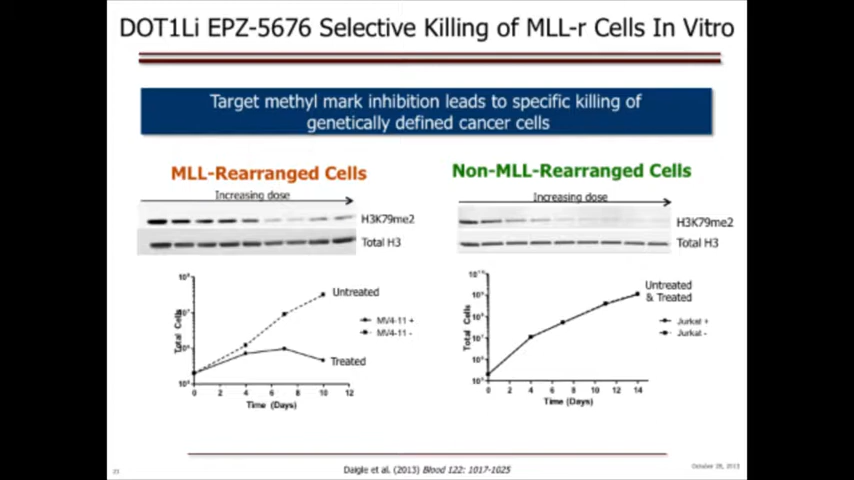 DOT1Li EPZ-5676 Selective Killing of MLL-r Cells In Vitro
Target methyl mark inhibition leads to specific killing of
genetically defined cancer cells
MLL-Rearranged Cells
Increasing dose
H3K79me2
Total H3
Untreated
MV4-11 +
MV4-11 -
Treated
Total Cells
0 2 4 6 8 10 12
Time (Days)
Non-MLL-Rearranged Cells
Increasing dose
H3K79me2
Total H3
Untreated
& Treated
Jurkat +
Jurkat -
Total Cells
0 2 4 6 8 10 12 14
Time (Days)
Daigle et al. (2013) Blood 122: 1017-1025